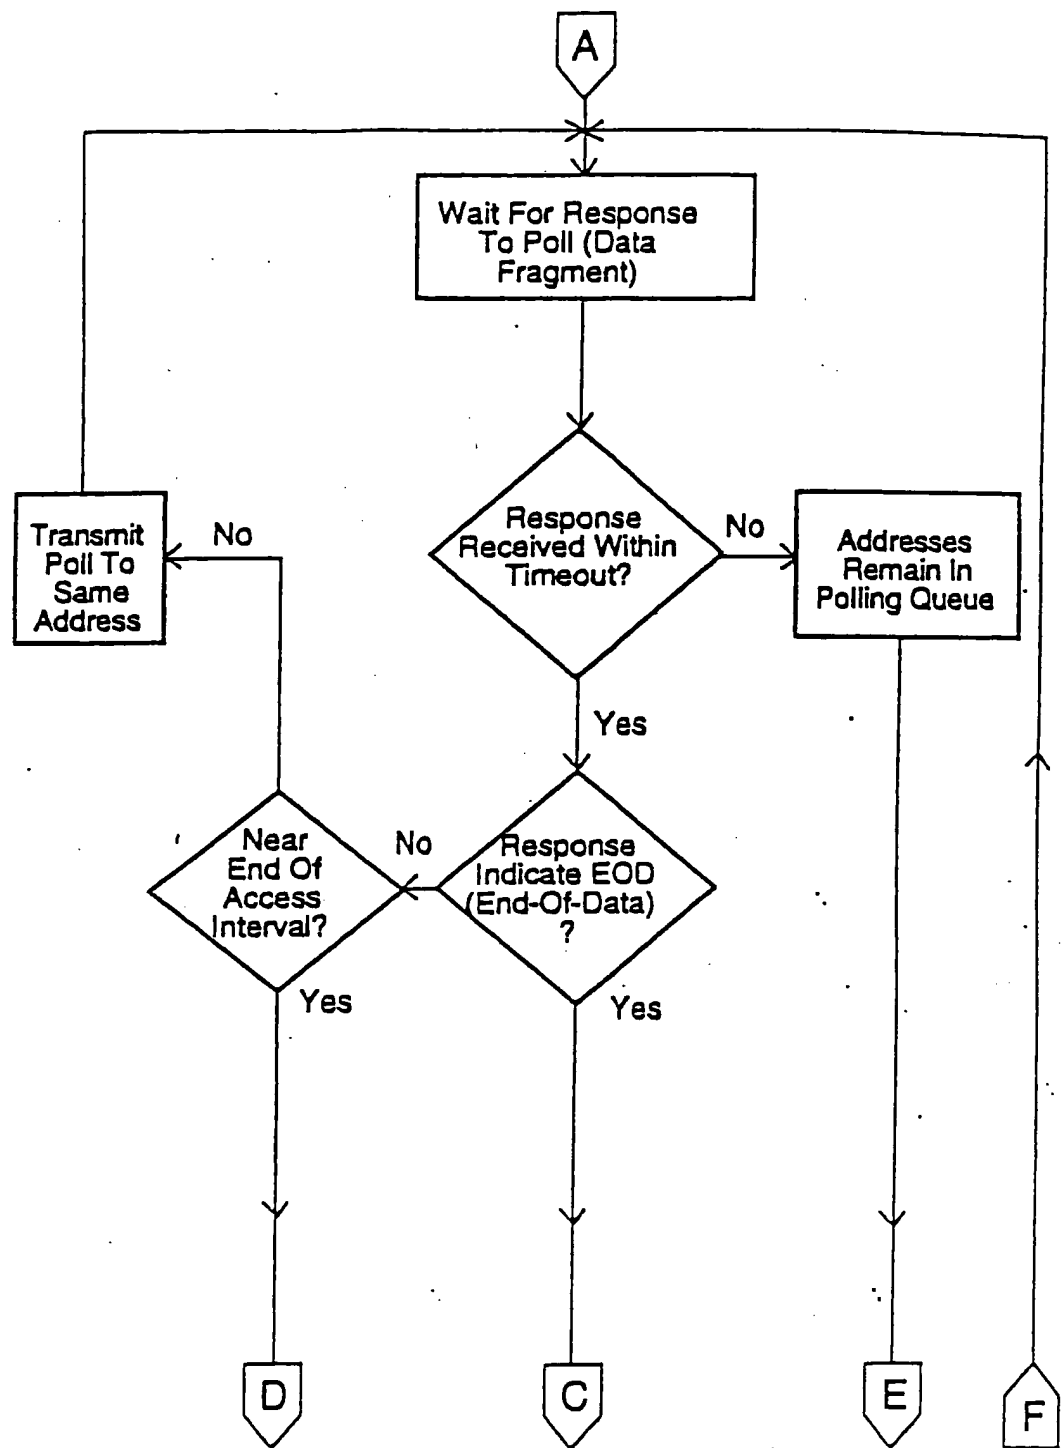 A
Wait For Response
To Poll (Data
Fragment)
Response
Received Within
Timeout?
No
Addresses
Remain In
Polling Queue
Transmit
Poll To
Same
Address
No
Yes
Near
End Of
Access
Interval?
No
Response
Indicate EOD
(End-Of-Data)
?
Yes
Yes
D
C
E
F